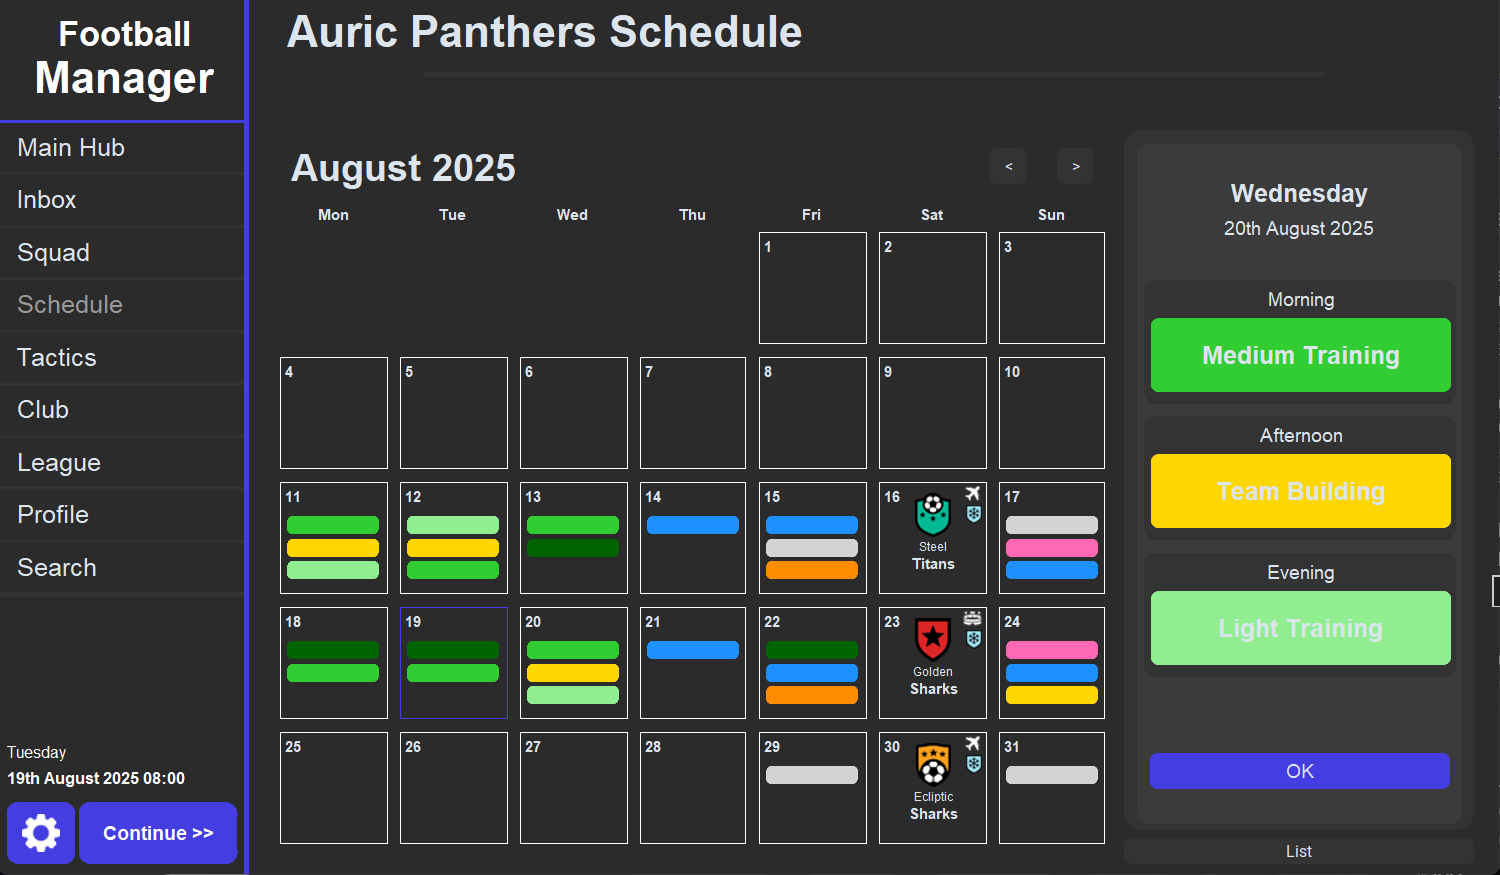 Football
Manager
Main Hub
Inbox
Squad
Schedule
Tactics
Club
League
Profile
Search
Tuesday
19th August 2025 08:00
Continue >>
Auric Panthers Schedule
August 2025
< >
Mon Tue Wed Thu Fri Sat Sun
1 2 3
4 5 6 7 8 9 10
11 12 13 14 15 16 17
Steel
Titans
18 19 20 21 22 23 24
Golden
Sharks
25 26 27 28 29 30 31
Ecliptic
Sharks
Wednesday
20th August 2025
Morning
Medium Training
Afternoon
Team Building
Evening
Light Training
OK
List